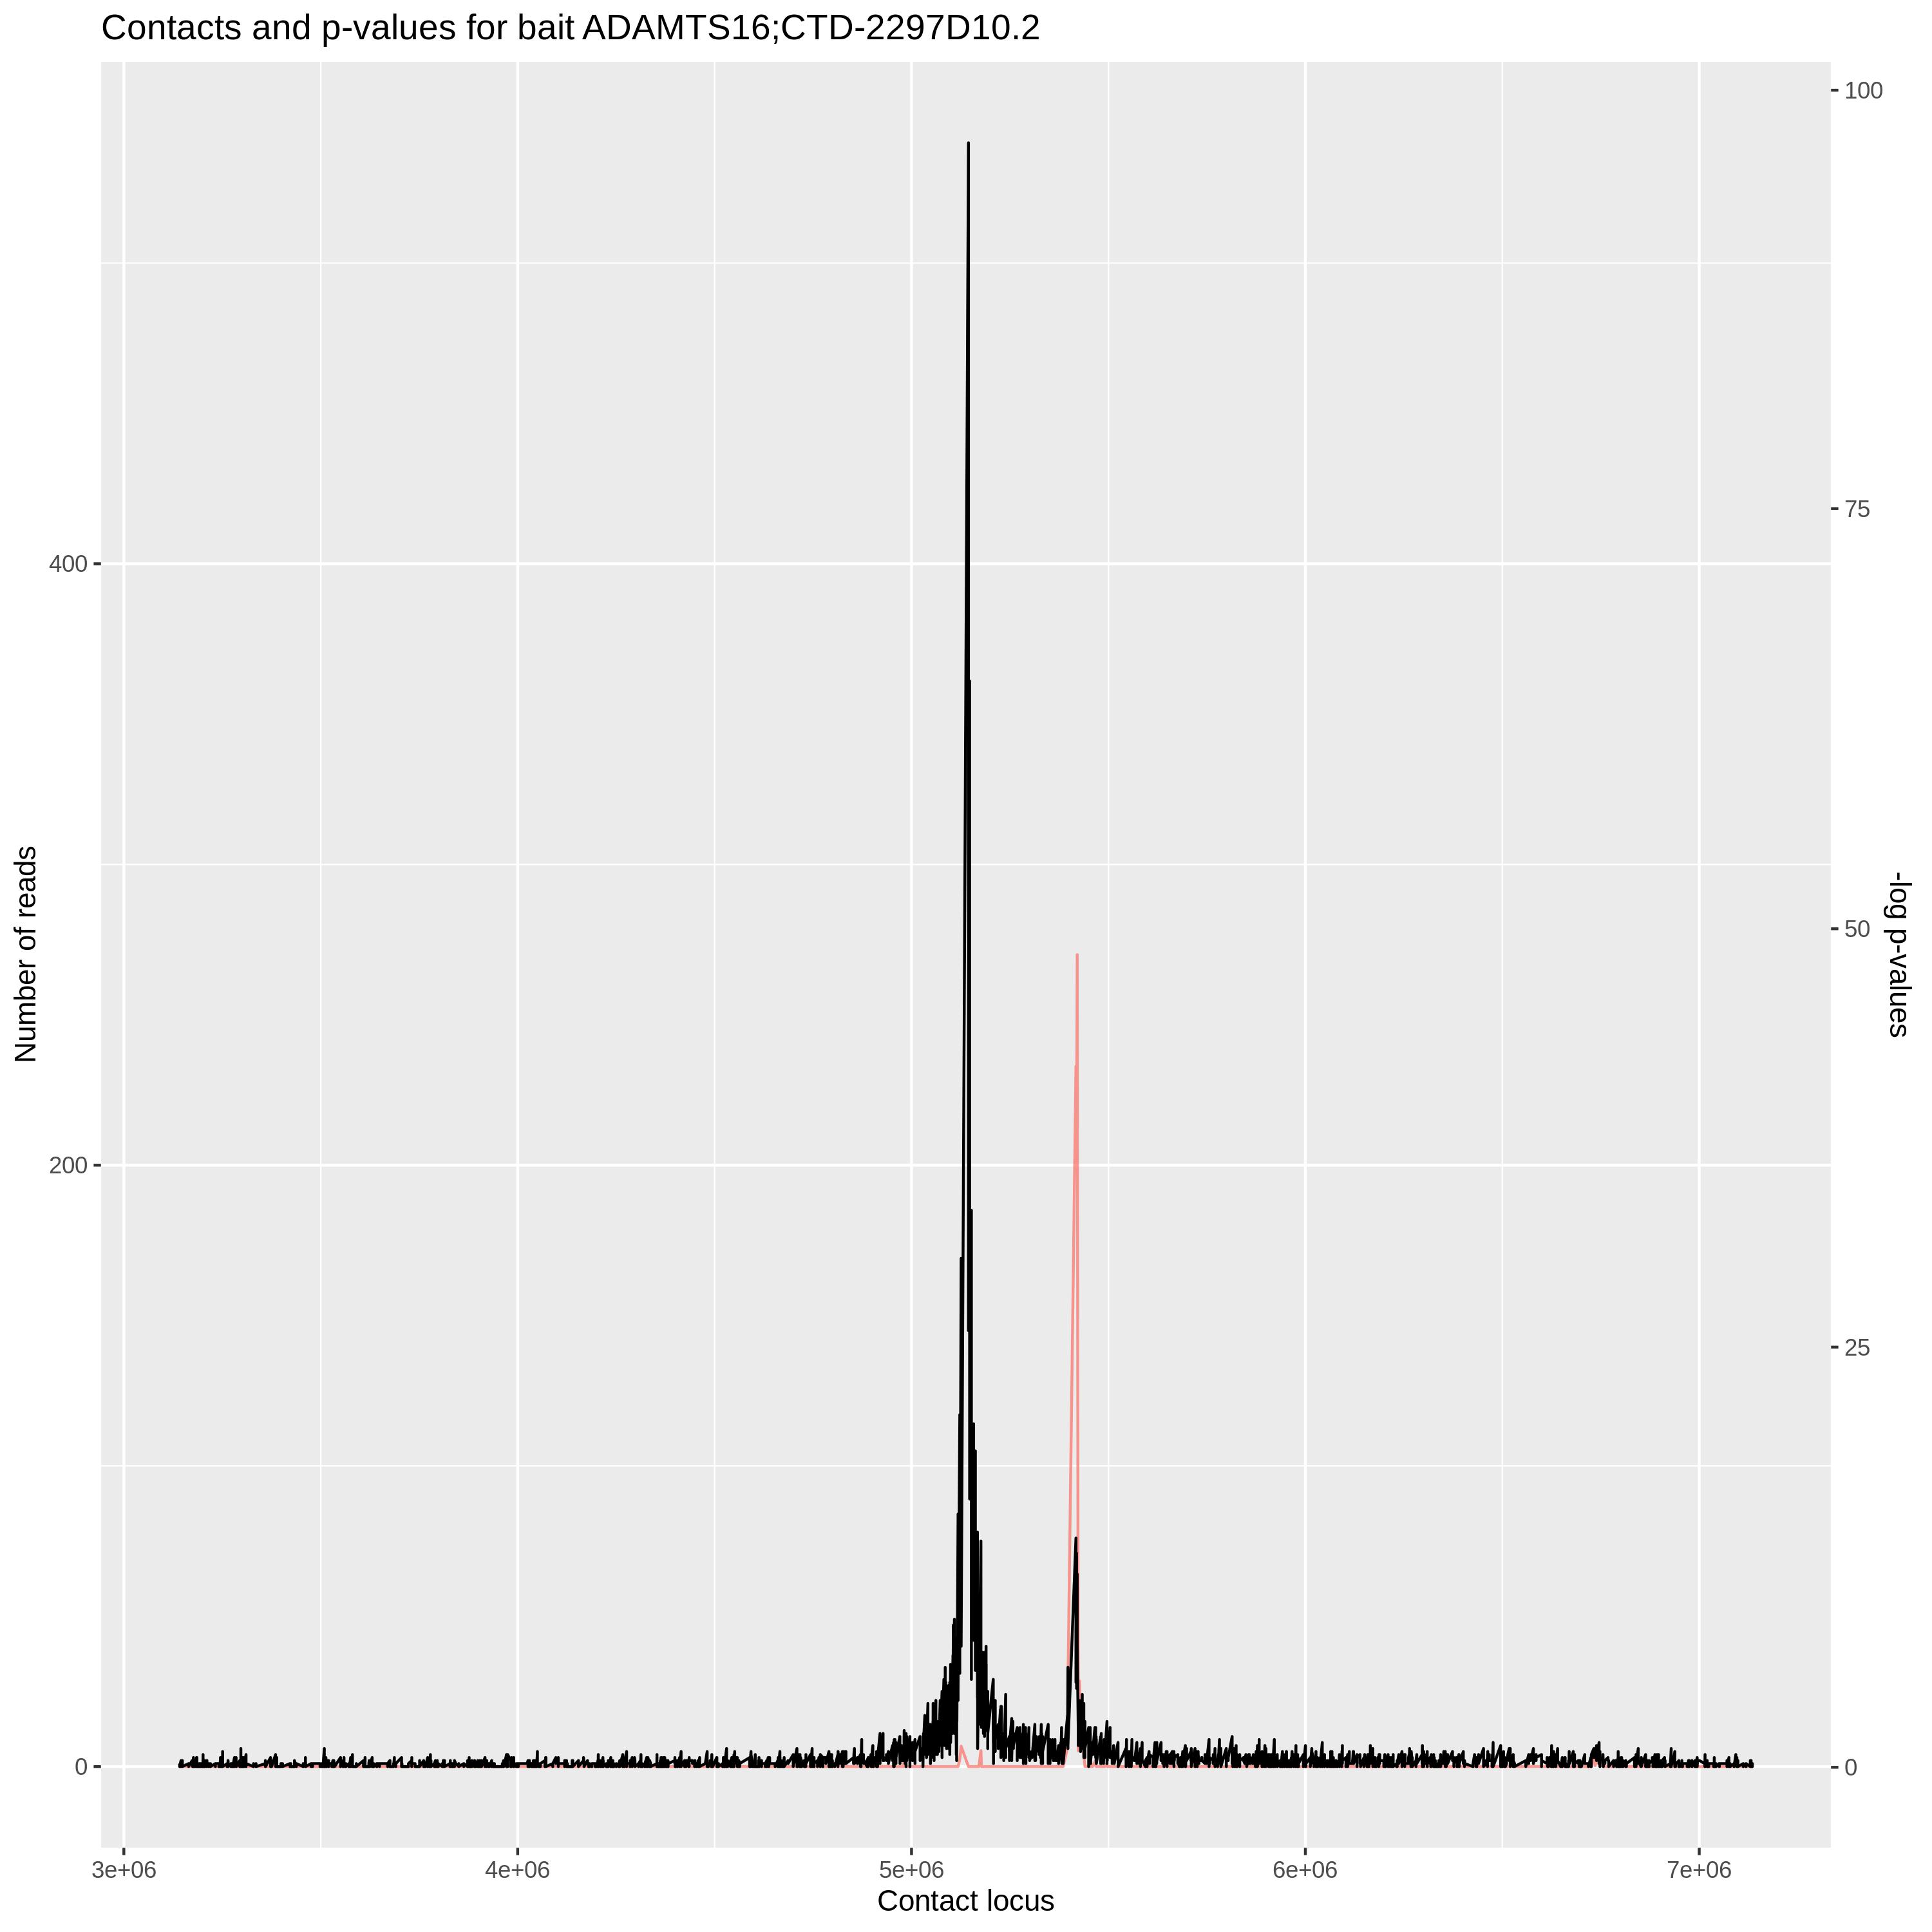 Contacts and p-values for bait ADAMTS16;CTD-2297D10.2
Number of reads
400
200
0
100
75
50
25
0
-log p-values
3e+06
4e+06
5e+06
6e+06
7e+06
Contact locus